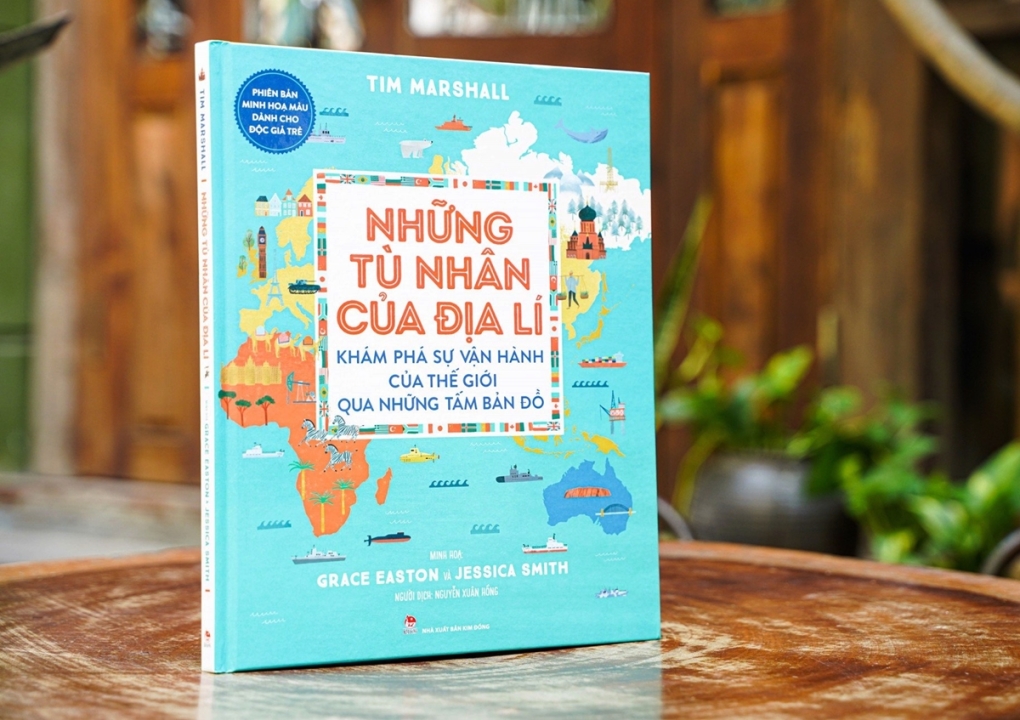 TIM MARSHALL
PHIÊN BẢN
MINH HOẠ MÀU
DÀNH CHO
ĐỘC GIẢ TRẺ
NHỮNG
TÙ NHÂN
CỦA ĐỊA LÍ
KHÁM PHÁ SỰ VẬN HÀNH
CỦA THẾ GIỚI
QUA NHỮNG TẤM BẢN ĐỒ
MINH HOẠ
GRACE EASTON VÀ JESSICA SMITH
NGƯỜI DỊCH: NGUYỄN XUÂN HỒNG
NHÀ XUẤT BẢN KIM ĐỒNG
TIM MARSHALL
NHỮNG TÙ NHÂN CỦA ĐỊA LÍ
GRACE EASTON • JESSICA SMITH